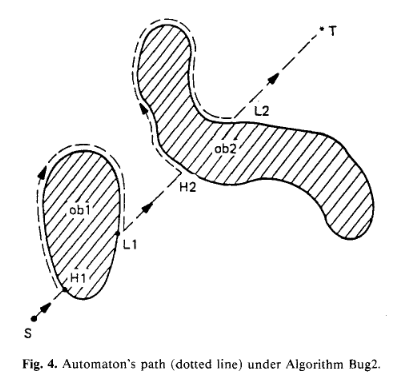 T
L2
ob2
H2
ob1
L1
H1
S
Fig. 4. Automaton's path (dotted line) under Algorithm Bug2.